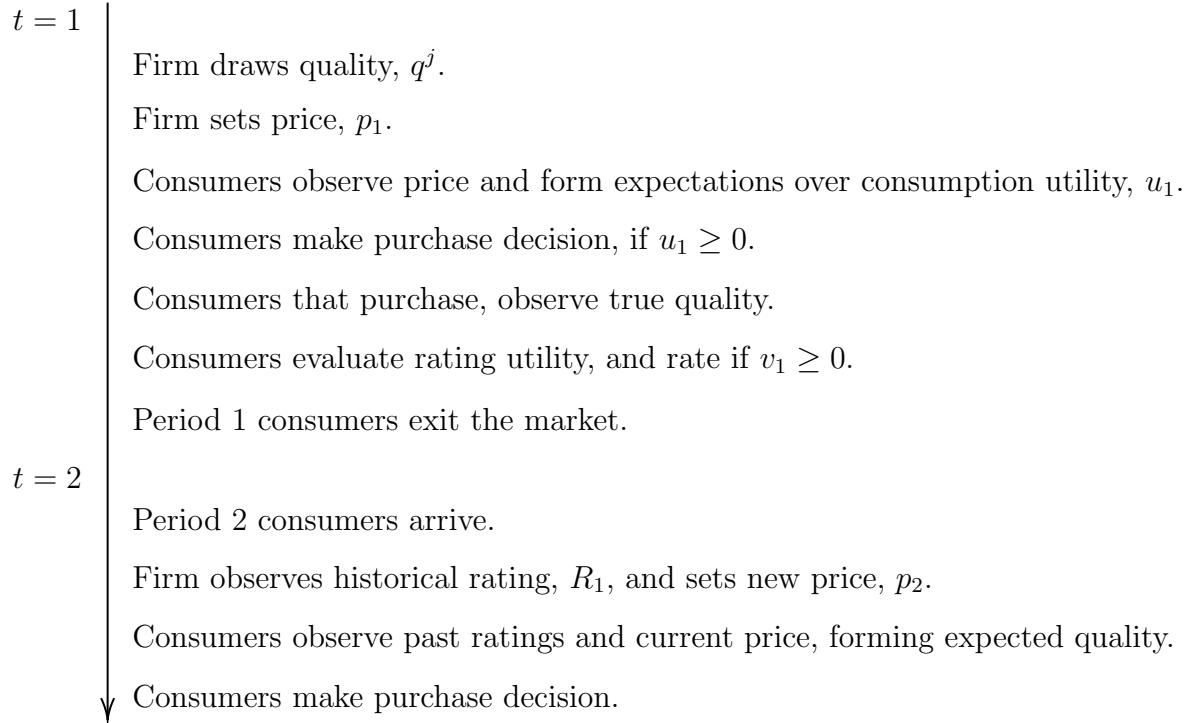 t = 1
Firm draws quality, q^j.
Firm sets price, p_1.
Consumers observe price and form expectations over consumption utility, u_1.
Consumers make purchase decision, if u_1 ≥ 0.
Consumers that purchase, observe true quality.
Consumers evaluate rating utility, and rate if v_1 ≥ 0.
Period 1 consumers exit the market.
t = 2
Period 2 consumers arrive.
Firm observes historical rating, R_1, and sets new price, p_2.
Consumers observe past ratings and current price, forming expected quality.
Consumers make purchase decision.